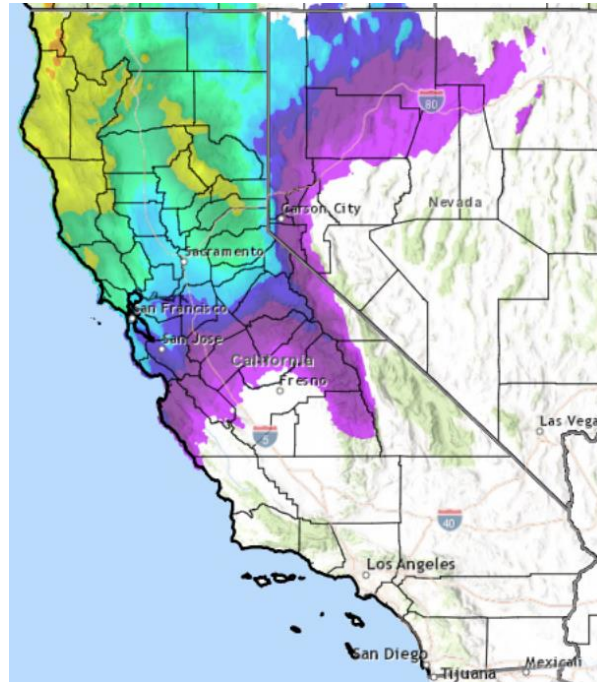 80
Carson City
Nevada
Sacramento
San Francisco
San Jose
California
Fresno
5
Las Vega
40
Los Angeles
San Diego
Tijuana
Mexicali